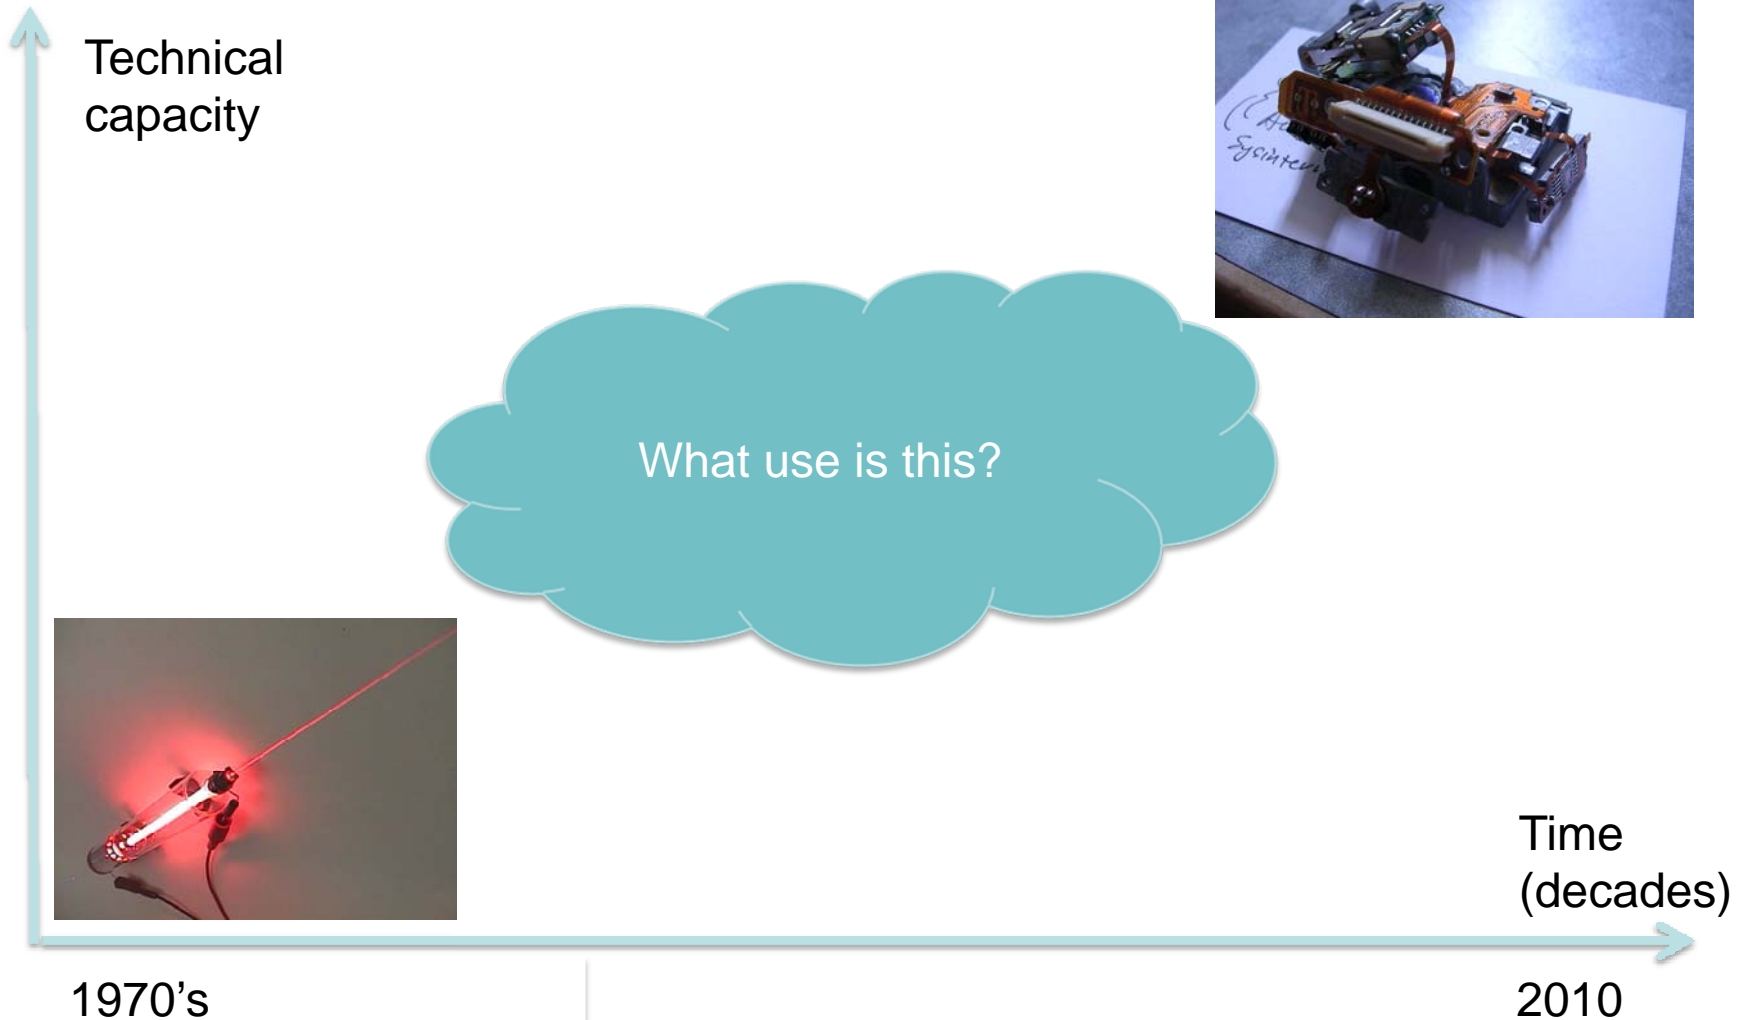 Technical
capacity
What use is this?
Time
(decades)
1970's
2010